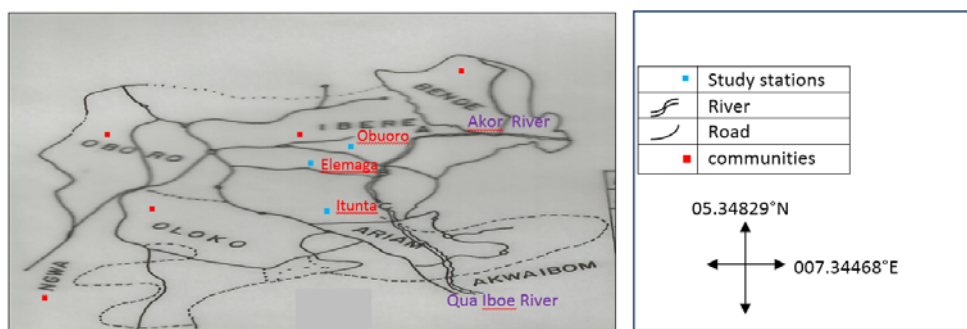 BENDE
Akor River
IBEREA
Obuoro
OBORO
Elemaga
Itunta
OLOKO
ARIAM
AKWAIBOM
NGWA
Qua Iboe River
Study stations
River
Road
communities
05.34829°N
007.34468°E